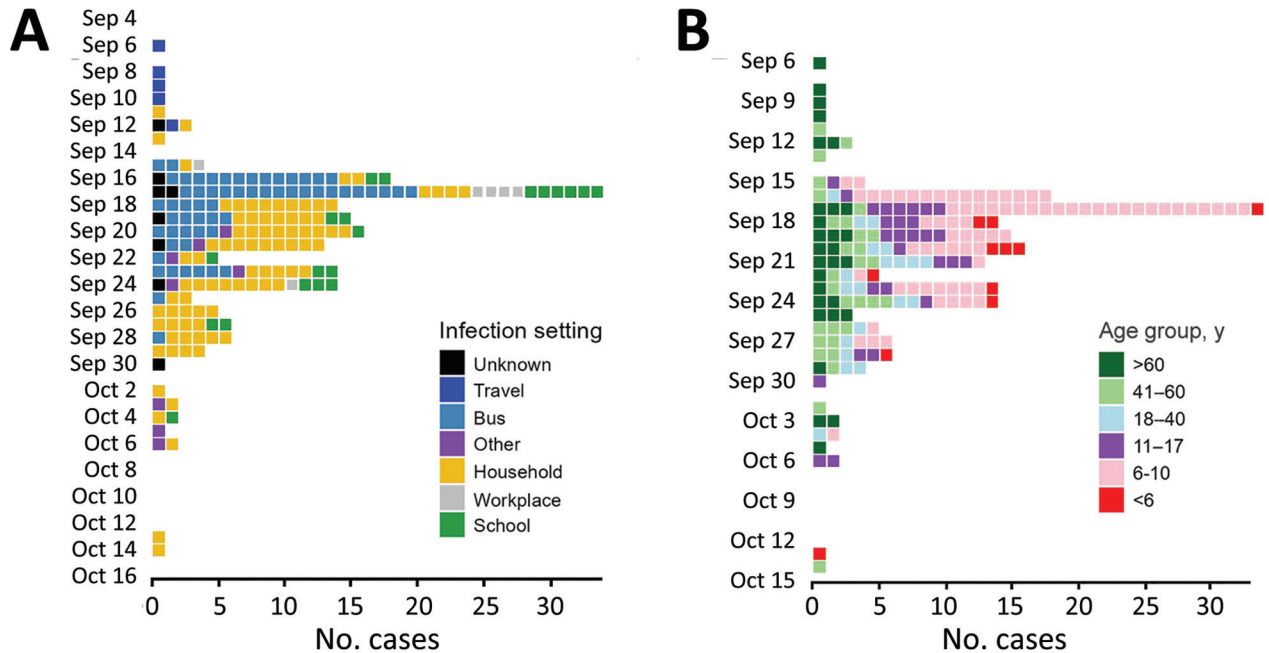 A
Sep 4
Sep 6
Sep 8
Sep 10
Sep 12
Sep 14
Sep 16
Sep 18
Sep 20
Sep 22
Sep 24
Sep 26
Sep 28
Sep 30
Oct 2
Oct 4
Oct 6
Oct 8
Oct 10
Oct 12
Oct 14
Oct 16
0 5 10 15 20 25 30
No. cases
Infection setting
Unknown
Travel
Bus
Other
Household
Workplace
School
B
Sep 6
Sep 9
Sep 12
Sep 15
Sep 18
Sep 21
Sep 24
Sep 27
Sep 30
Oct 3
Oct 6
Oct 9
Oct 12
Oct 15
0 5 10 15 20 25 30
No. cases
Age group, y
>60
41–60
18–40
11–17
6-10
<6